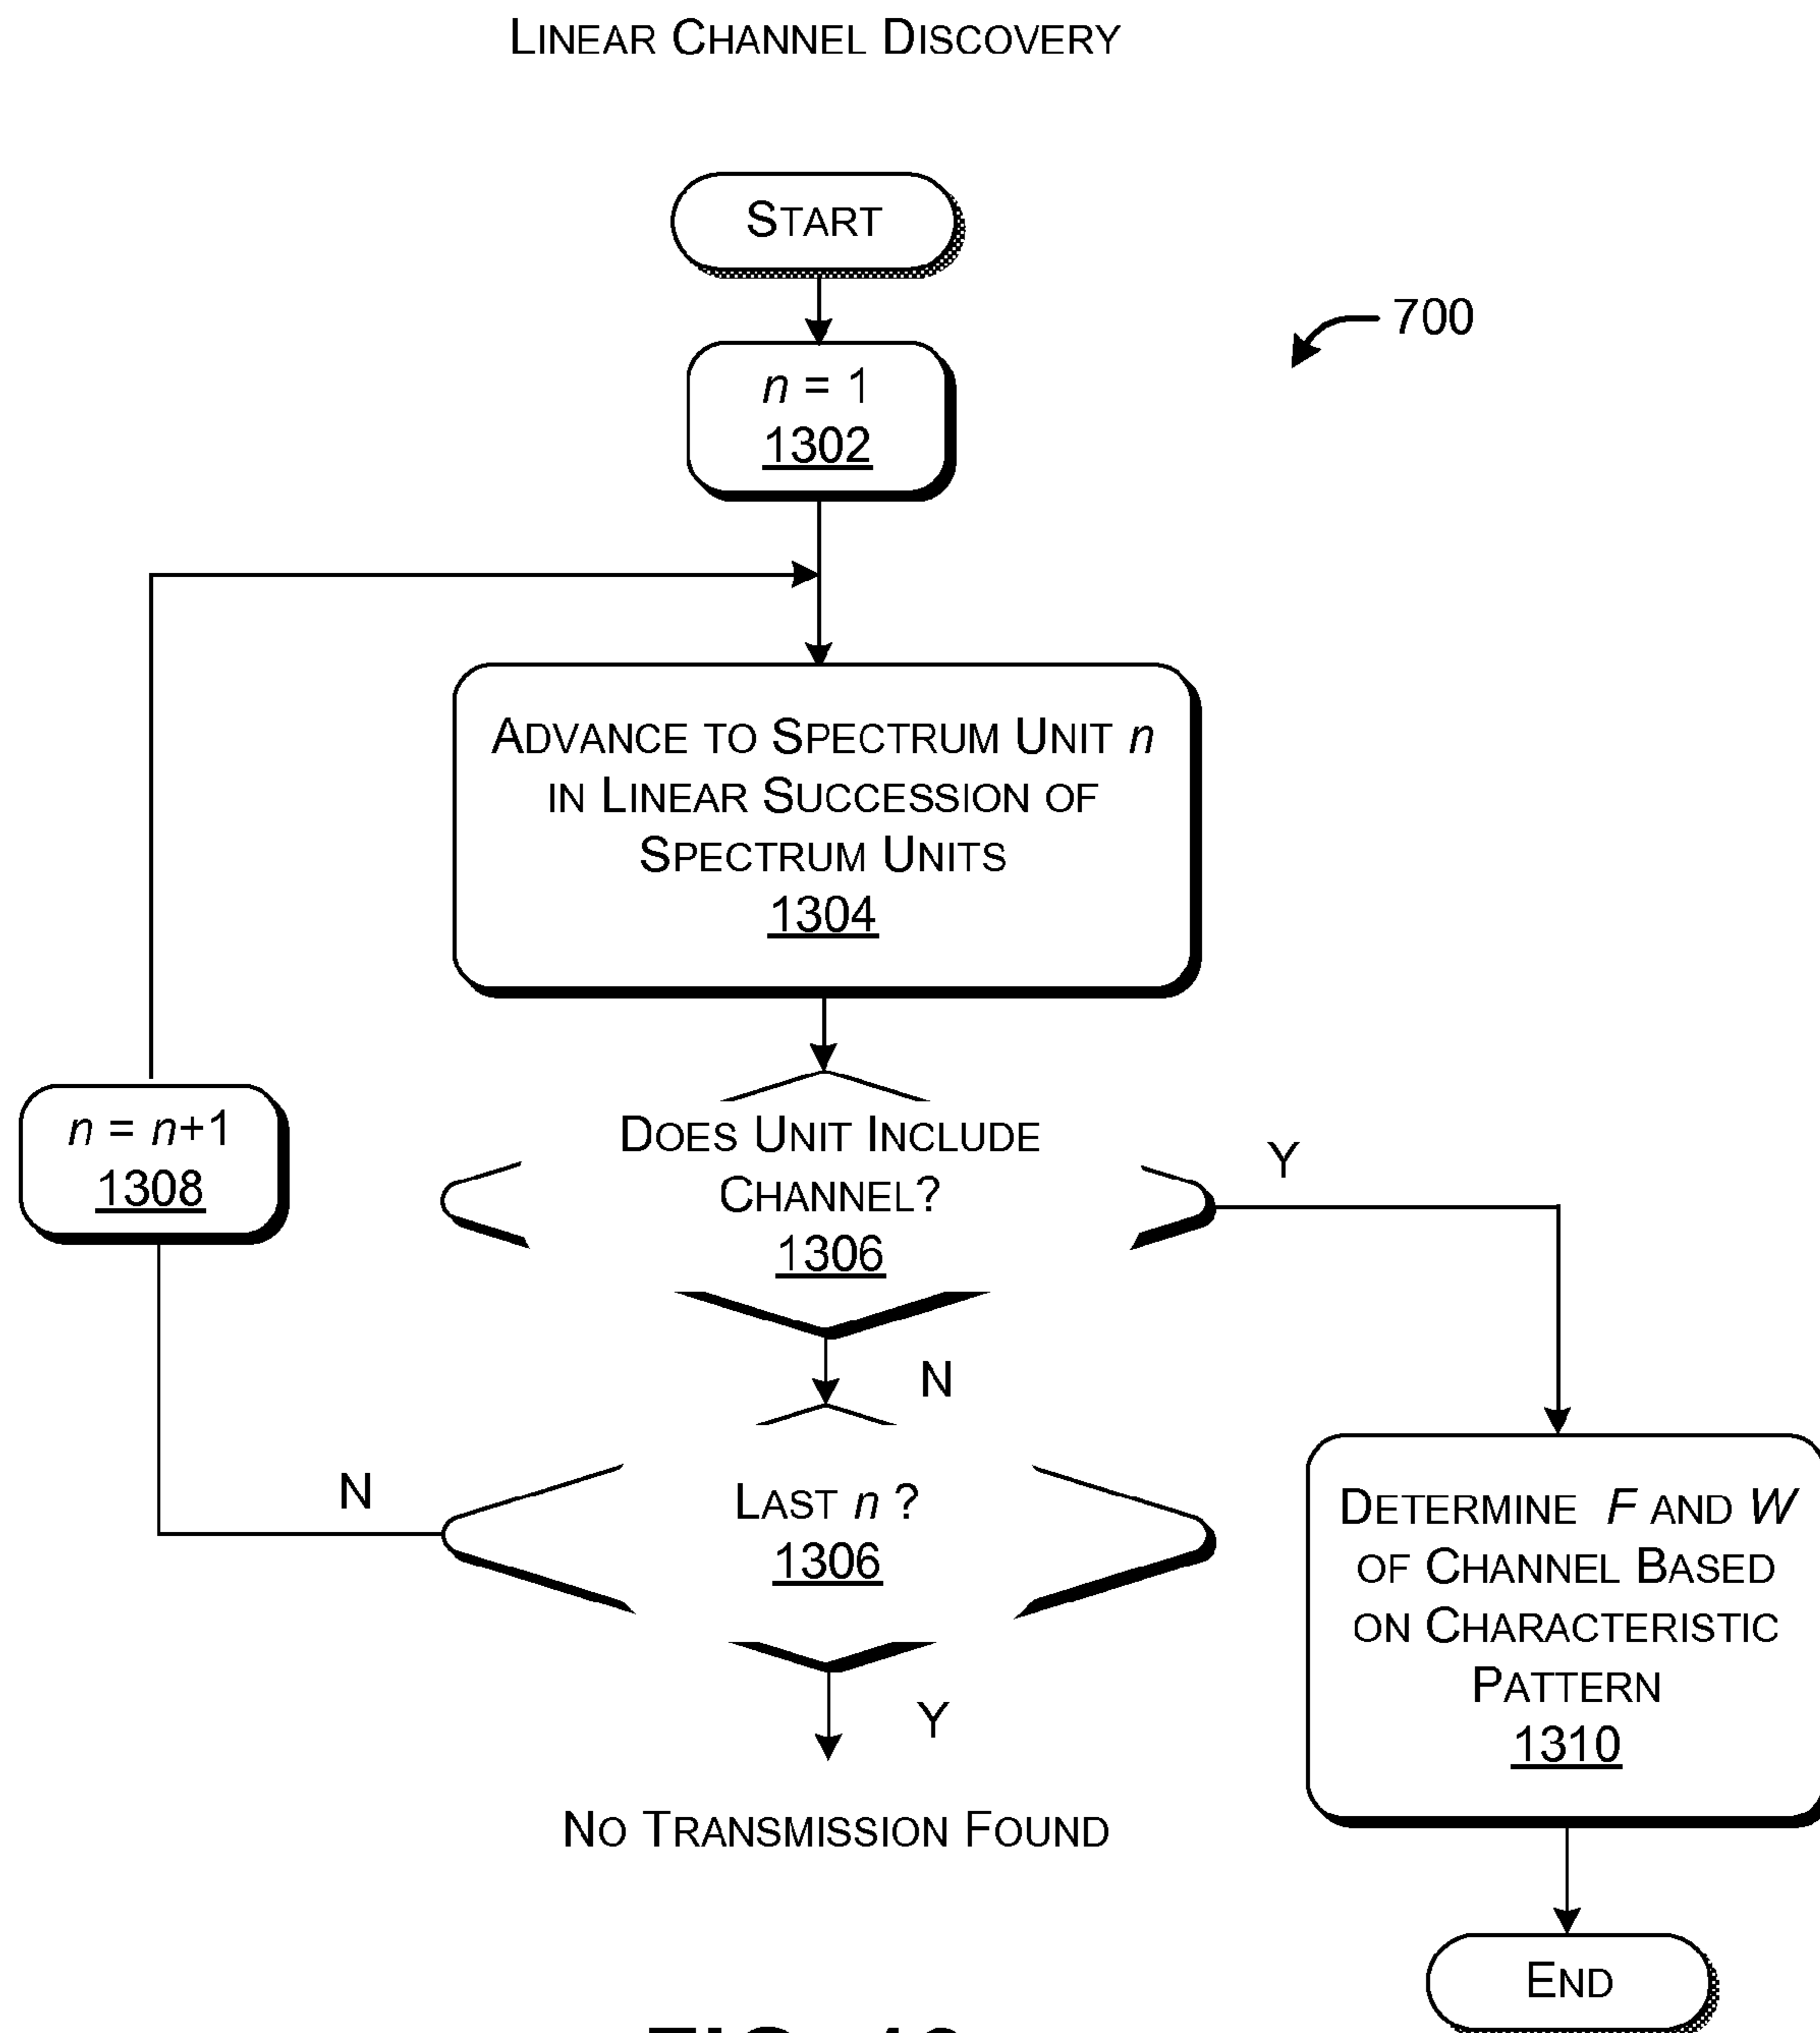 LINEAR CHANNEL DISCOVERY
START
700
n = 1
1302
ADVANCE TO SPECTRUM UNIT n
IN LINEAR SUCCESSION OF
SPECTRUM UNITS
1304
n = n+1
1308
DOES UNIT INCLUDE
CHANNEL?
1306
Y
N
LAST n ?
1306
N
Y
NO TRANSMISSION FOUND
DETERMINE F AND W
OF CHANNEL BASED
ON CHARACTERISTIC
PATTERN
1310
END